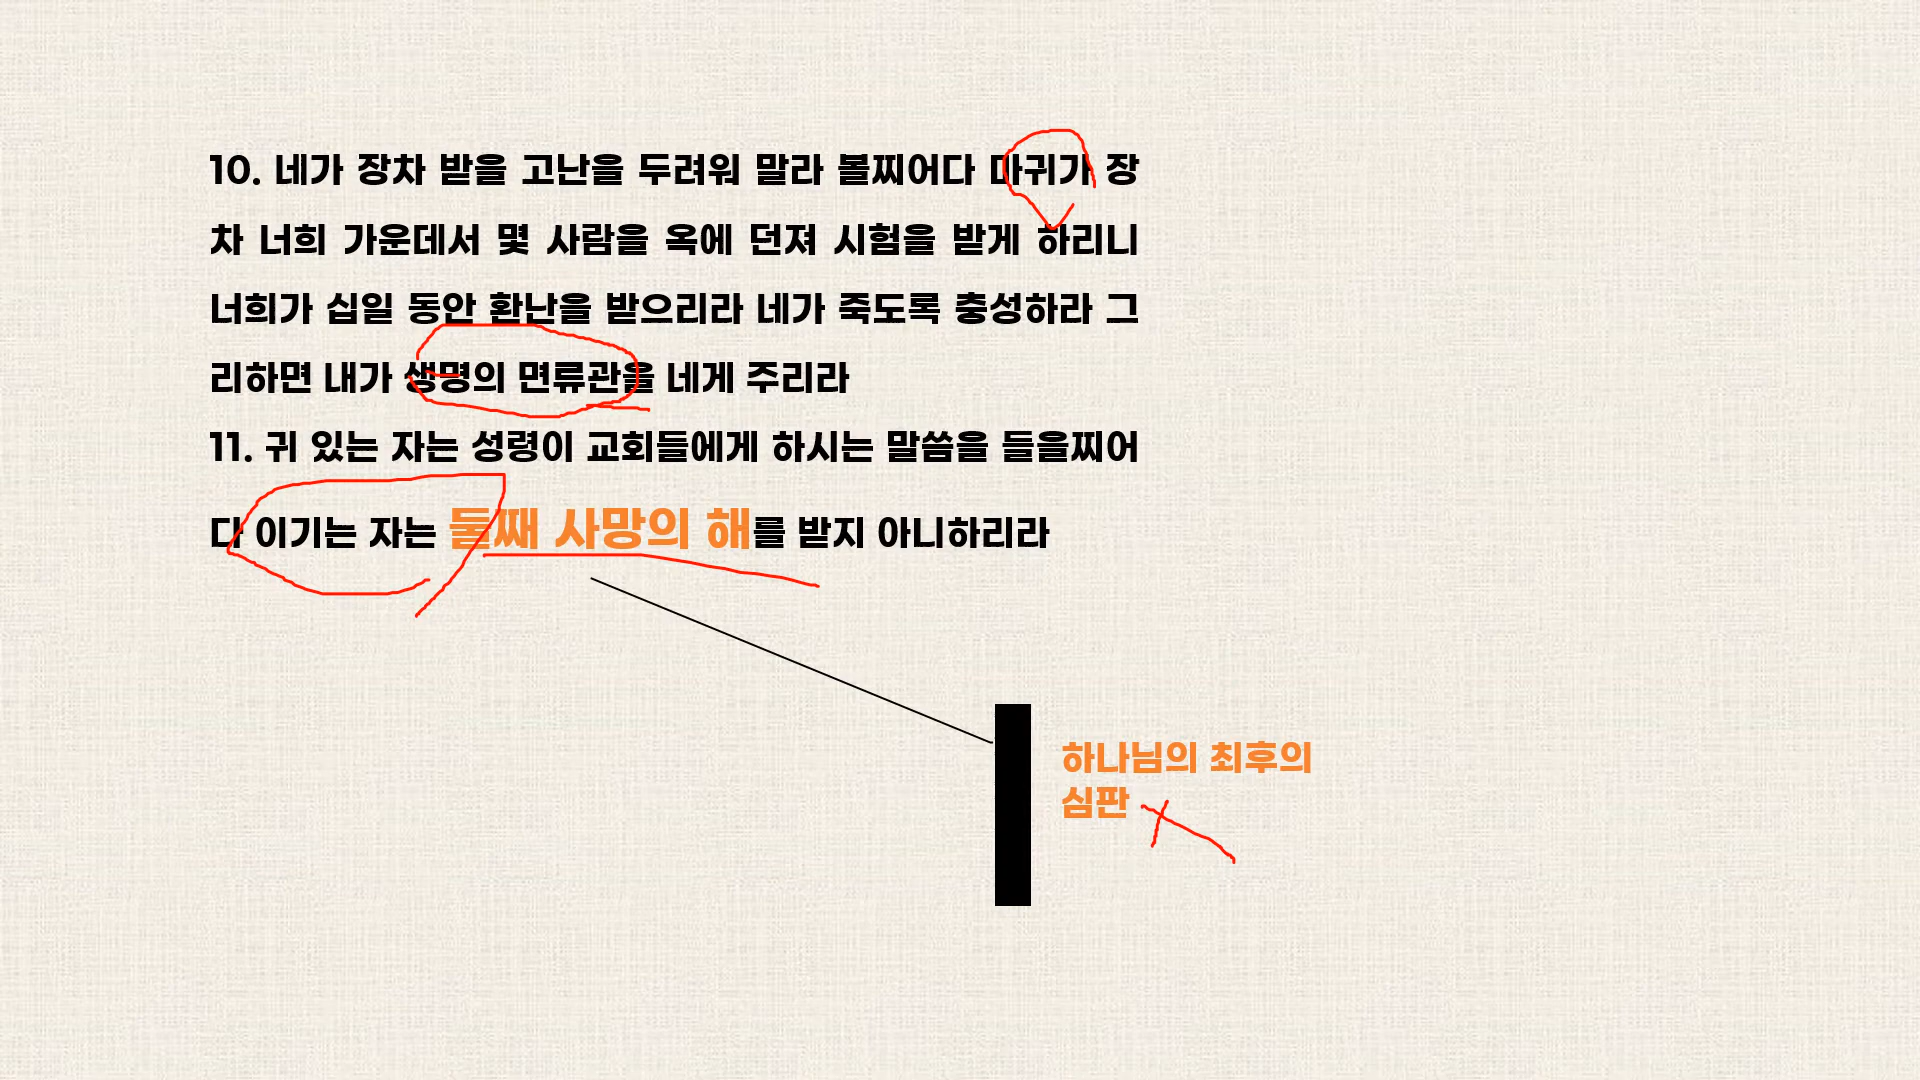 10. 네가 장차 받을 고난을 두려워 말라 볼찌어다 마귀가 장
차 너희 가운데서 몇 사람을 옥에 던져 시험을 받게 하리니
너희가 십일 동안 환난을 받으리라 네가 죽도록 충성하라 그
리하면 내가 생명의 면류관을 네게 주리라
11. 귀 있는 자는 성령이 교회들에게 하시는 말씀을 들을찌어
다 이기는 자는 둘째 사망의 해를 받지 아니하리라
하나님의 최후의
심판